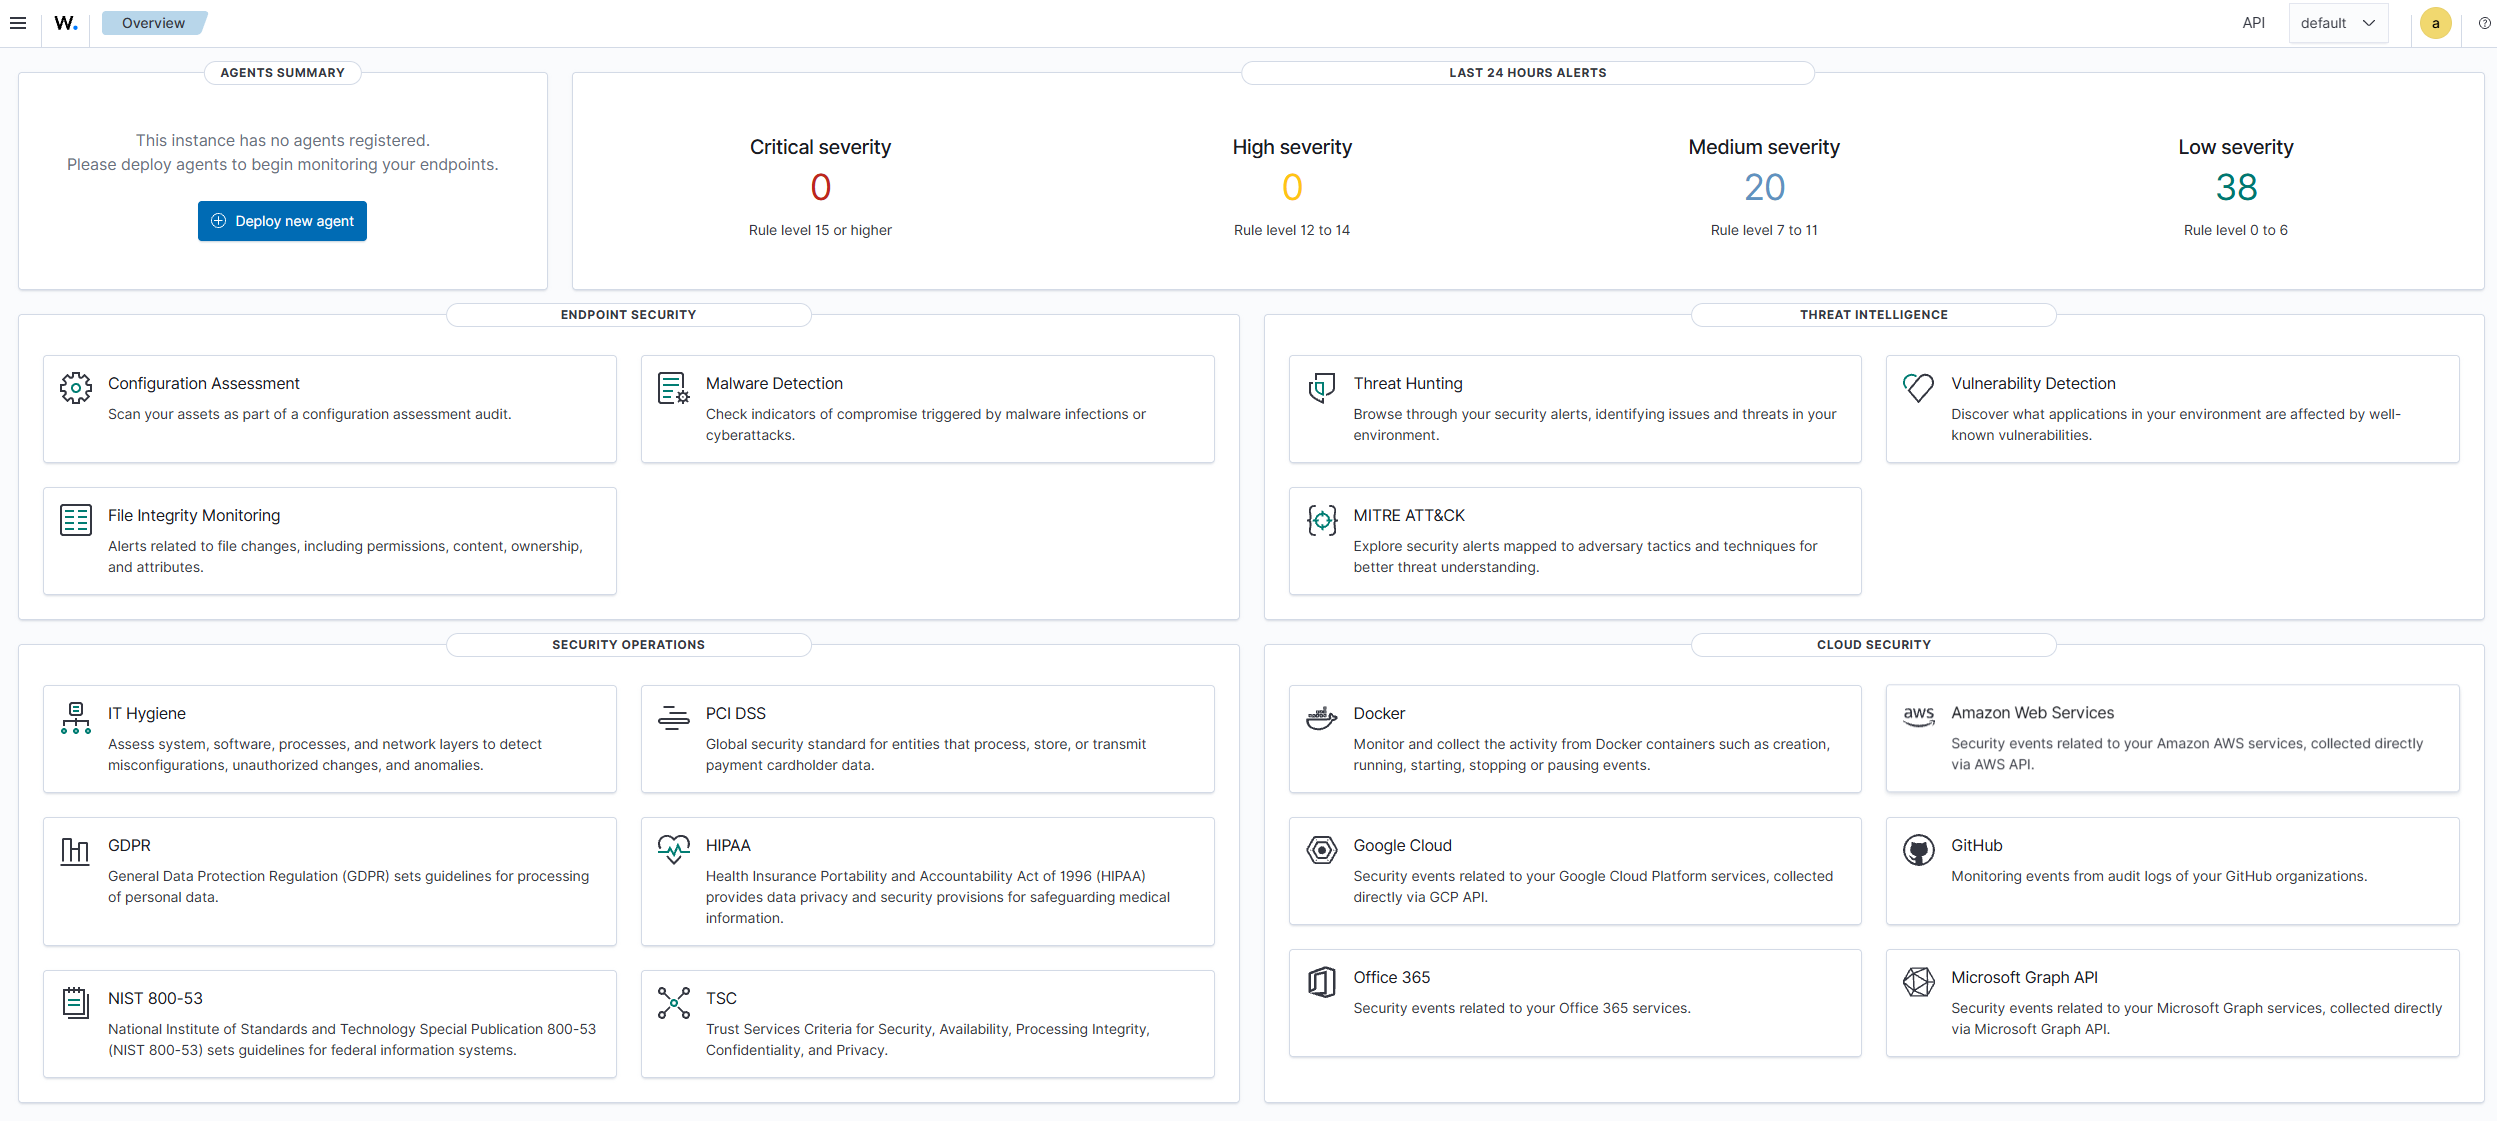 W.
Overview
API
default
a
AGENTS SUMMARY
This instance has no agents registered.
Please deploy agents to begin monitoring your endpoints.
Deploy new agent
LAST 24 HOURS ALERTS
Critical severity
0
Rule level 15 or higher
High severity
0
Rule level 12 to 14
Medium severity
20
Rule level 7 to 11
Low severity
38
Rule level 0 to 6
ENDPOINT SECURITY
Configuration Assessment
Scan your assets as part of a configuration assessment audit.
Malware Detection
Check indicators of compromise triggered by malware infections or
cyberattacks.
File Integrity Monitoring
Alerts related to file changes, including permissions, content, ownership,
and attributes.
THREAT INTELLIGENCE
Threat Hunting
Browse through your security alerts, identifying issues and threats in your
environment.
Vulnerability Detection
Discover what applications in your environment are affected by well-
known vulnerabilities.
MITRE ATT&CK
Explore security alerts mapped to adversary tactics and techniques for
better threat understanding.
SECURITY OPERATIONS
IT Hygiene
Assess system, software, processes, and network layers to detect
misconfigurations, unauthorized changes, and anomalies.
PCI DSS
Global security standard for entities that process, store, or transmit
payment cardholder data.
GDPR
General Data Protection Regulation (GDPR) sets guidelines for processing
of personal data.
HIPAA
Health Insurance Portability and Accountability Act of 1996 (HIPAA)
provides data privacy and security provisions for safeguarding medical
information.
NIST 800-53
National Institute of Standards and Technology Special Publication 800-53
(NIST 800-53) sets guidelines for federal information systems.
TSC
Trust Services Criteria for Security, Availability, Processing Integrity,
Confidentiality, and Privacy.
CLOUD SECURITY
Docker
Monitor and collect the activity from Docker containers such as creation,
running, starting, stopping or pausing events.
aws
Amazon Web Services
Security events related to your Amazon AWS services, collected directly
via AWS API.
Google Cloud
Security events related to your Google Cloud Platform services, collected
directly via GCP API.
GitHub
Monitoring events from audit logs of your GitHub organizations.
Office 365
Security events related to your Office 365 services.
Microsoft Graph API
Security events related to your Microsoft Graph services, collected directly
via Microsoft Graph API.